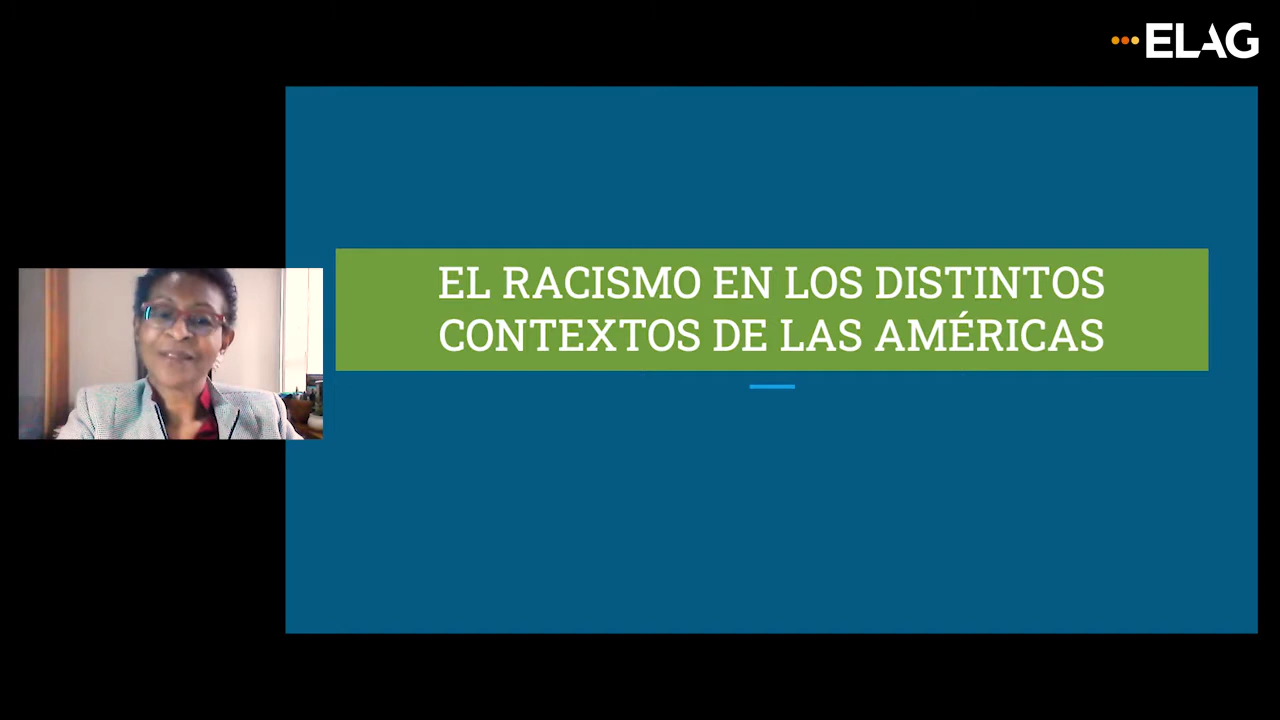 ELAG
EL RACISMO EN LOS DISTINTOS
CONTEXTOS DE LAS AMÉRICAS